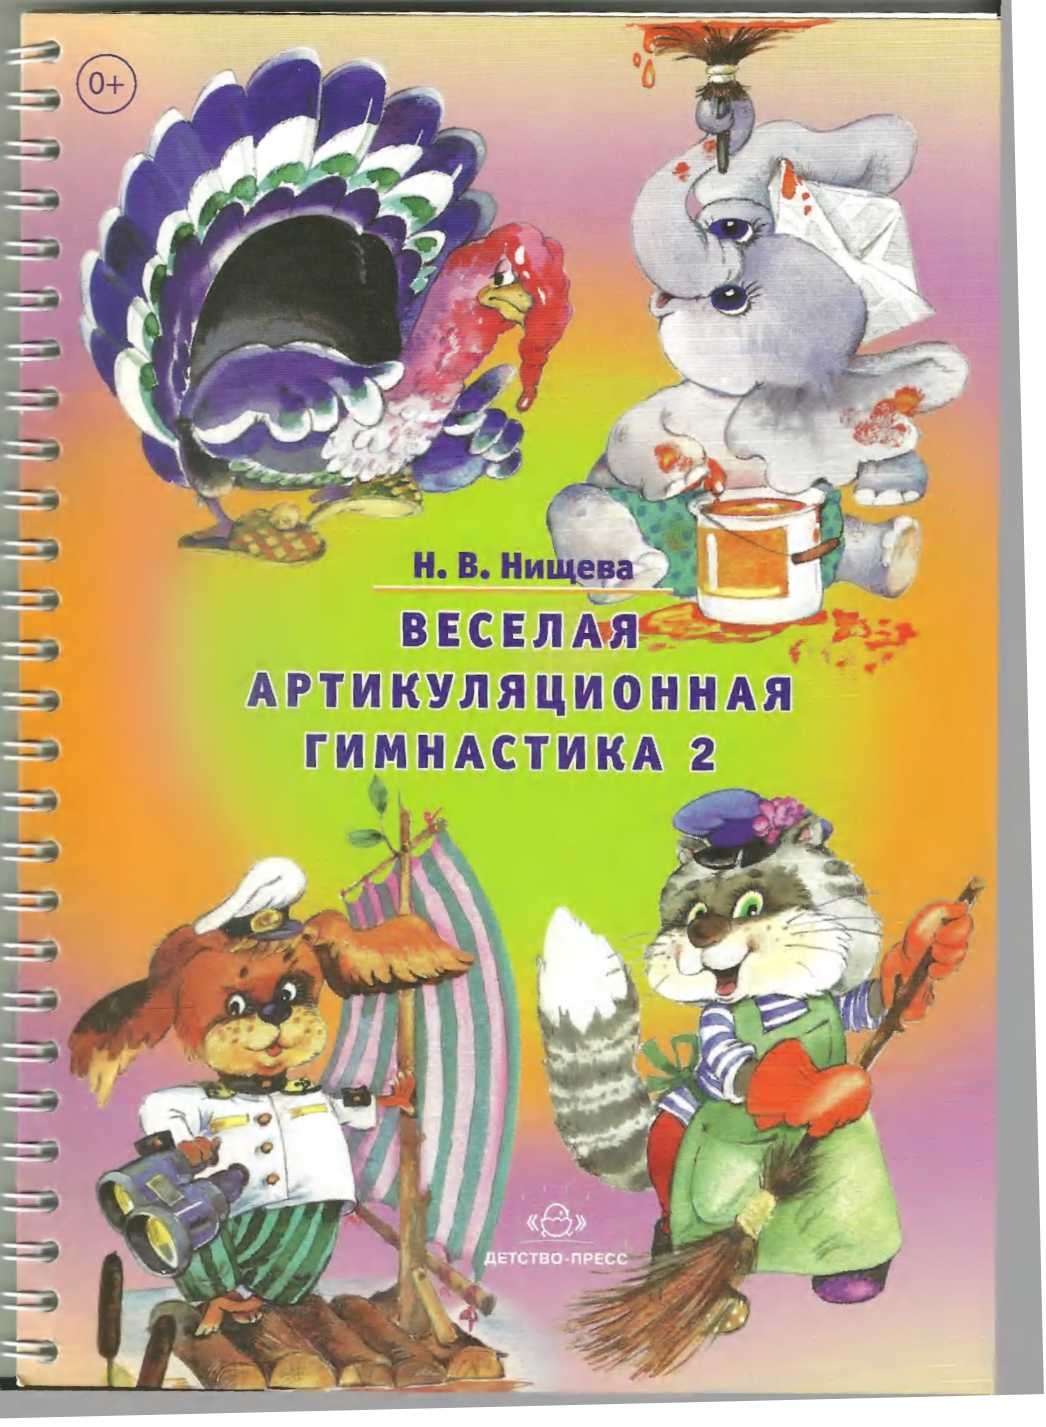 0+
Н. В. Нищева
ВЕСЕЛАЯ
АРТИКУЛЯЦИОННАЯ
ГИМНАСТИКА 2
ДЕТСТВО-ПРЕСС